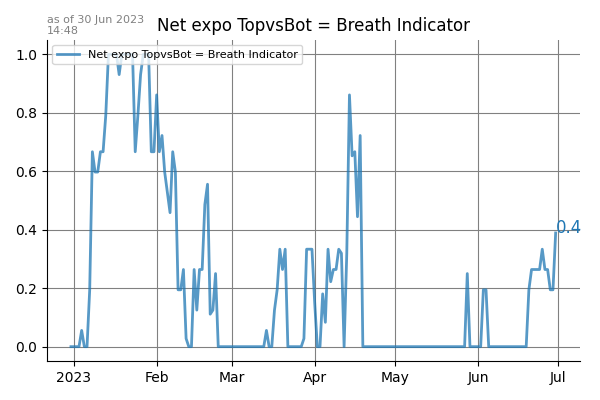 as of 30 Jun 2023
14:48
Net expo TopvsBot = Breath Indicator
Net expo TopvsBot = Breath Indicator
1.0
0.8
0.6
0.4
0.2
0.0
0.4
2023 Feb Mar Apr May Jun Jul